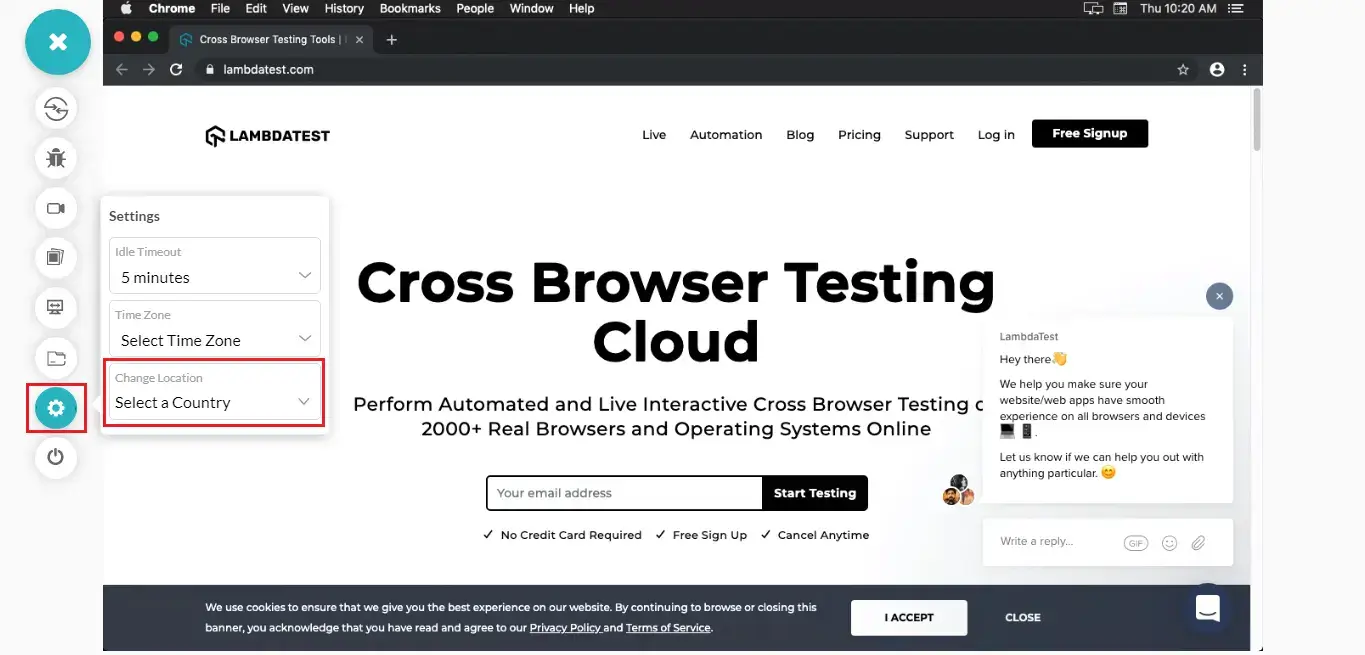 Chrome File Edit View History Bookmarks People Window Help Thu 10:20 AM
Cross Browser Testing Tools |
lambdatest.com
LAMBDATEST
Live Automation Blog Pricing Support Log in Free Signup
Settings
Idle Timeout
5 minutes
Time Zone
Select Time Zone
Change Location
Select a Country
Cross Browser Testing
Cloud
Perform Automated and Live Interactive Cross Browser Testing
2000+ Real Browsers and Operating Systems Online
Your email address Start Testing
No Credit Card Required Free Sign Up Cancel Anytime
LambdaTest
Hey there👋
We help you make sure your
website/web apps have smooth
experience on all browsers and devices
💻 📱.
Let us know if we can help you out with
anything particular. 😊
Write a reply...
GIF
We use cookies to ensure that we give you the best experience on our website. By continuing to browse or closing this
banner, you acknowledge that you have read and agree to our Privacy Policy and Terms of Service.
I ACCEPT CLOSE